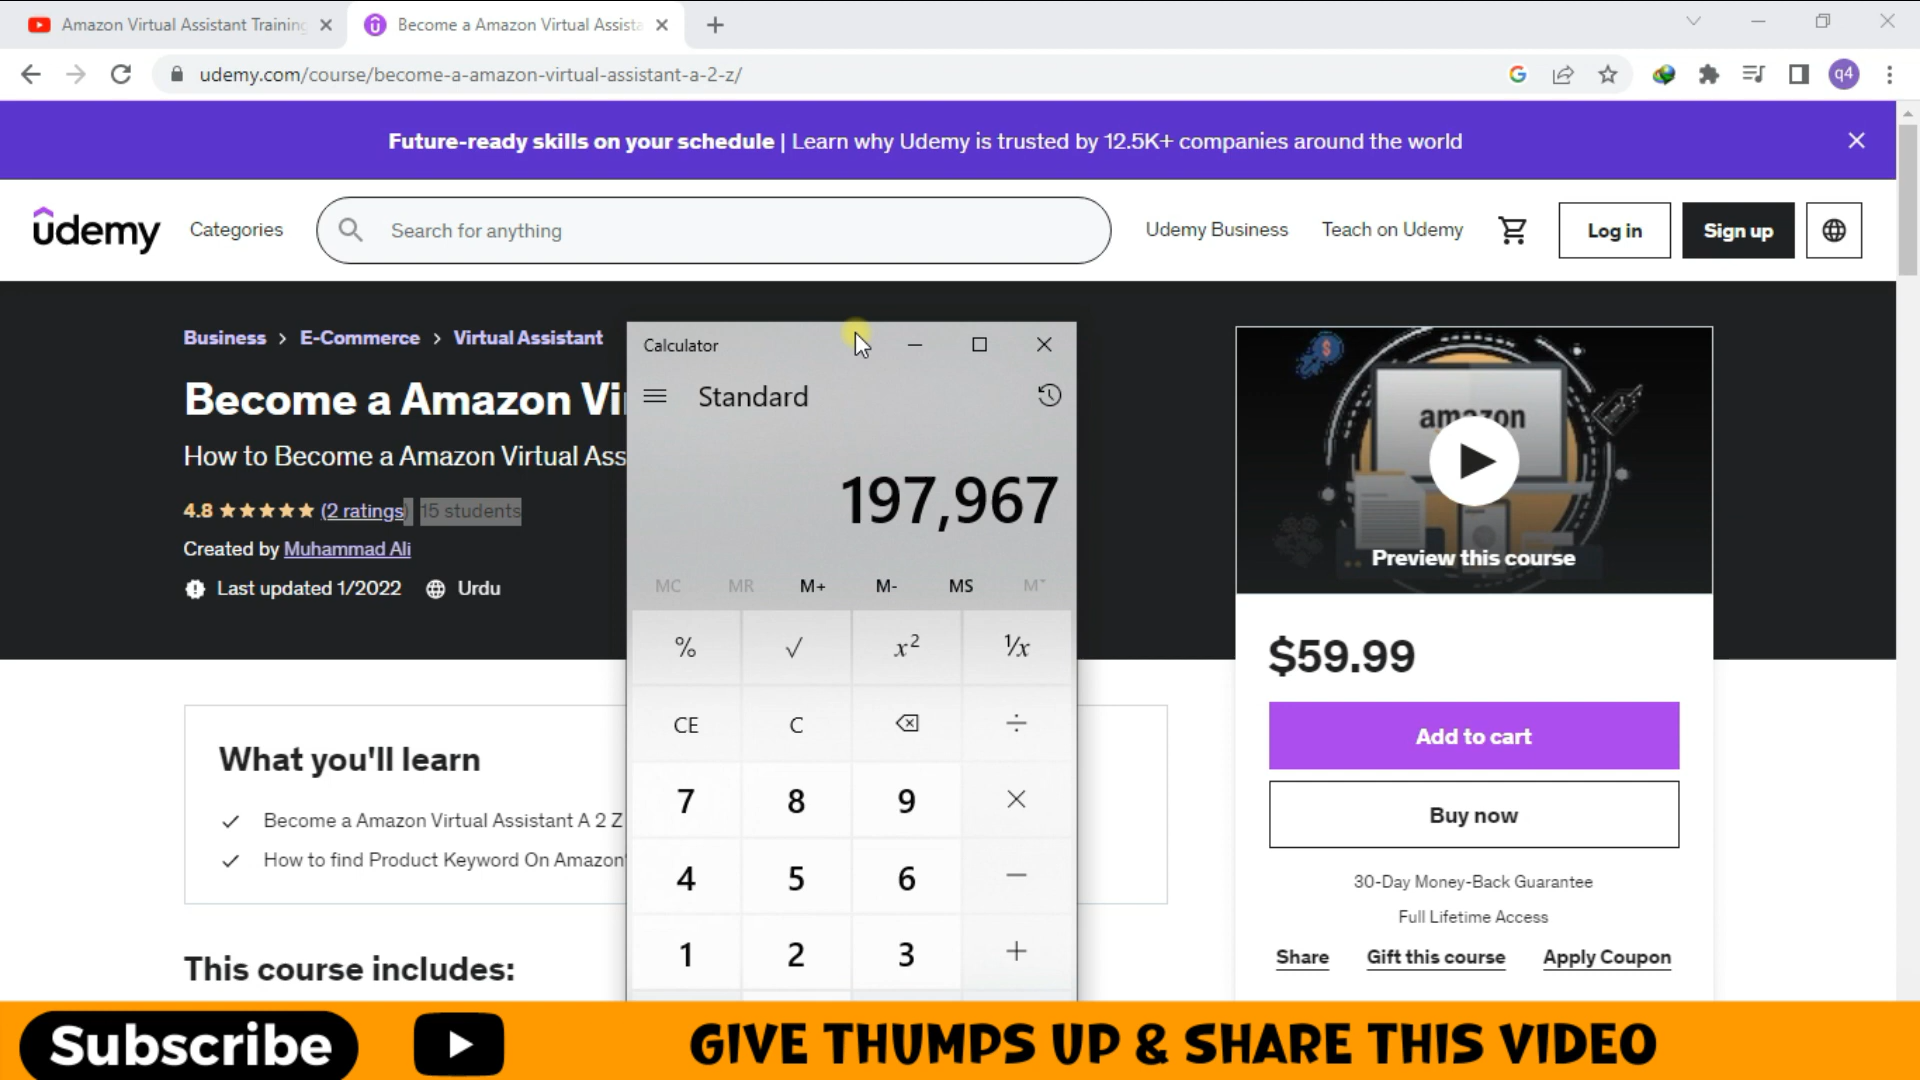 Amazon Virtual Assistant Training
Become a Amazon Virtual Assista
udemy.com/course/become-a-amazon-virtual-assistant-a-2-z/
q4
Future-ready skills on your schedule | Learn why Udemy is trusted by 12.5K+ companies around the world
udemy
Categories
Search for anything
Udemy Business
Teach on Udemy
Log in
Sign up
Business > E-Commerce > Virtual Assistant
Become a Amazon Vi
How to Become a Amazon Virtual Ass
4.8 (2 ratings) 15 students
Created by Muhammad Ali
Last updated 1/2022 Urdu
What you'll learn
Become a Amazon Virtual Assistant A 2 Z
How to find Product Keyword On Amazon
This course includes:
Calculator
Standard
197,967
MC MR M+ M- MS M˅
% √ x² ¹/x
CE C ÷
7 8 9 ×
4 5 6 −
1 2 3 +
amazon
Preview this course
$59.99
Add to cart
Buy now
30-Day Money-Back Guarantee
Full Lifetime Access
Share Gift this course Apply Coupon
Subscribe
GIVE THUMPS UP & SHARE THIS VIDEO